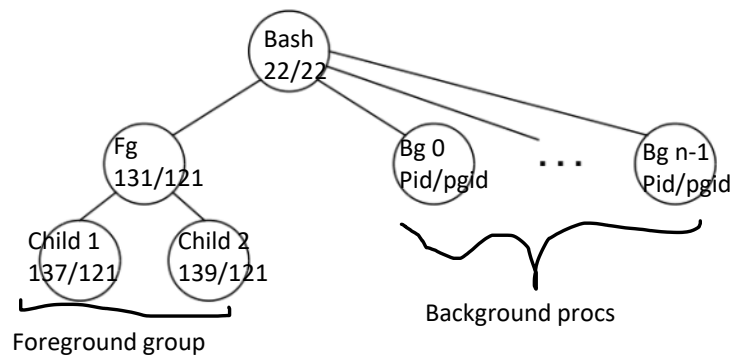 Bash
22/22
Fg
131/121
Bg 0
Pid/pgid
...
Bg n-1
Pid/pgid
Child 1
137/121
Child 2
139/121
Background procs
Foreground group